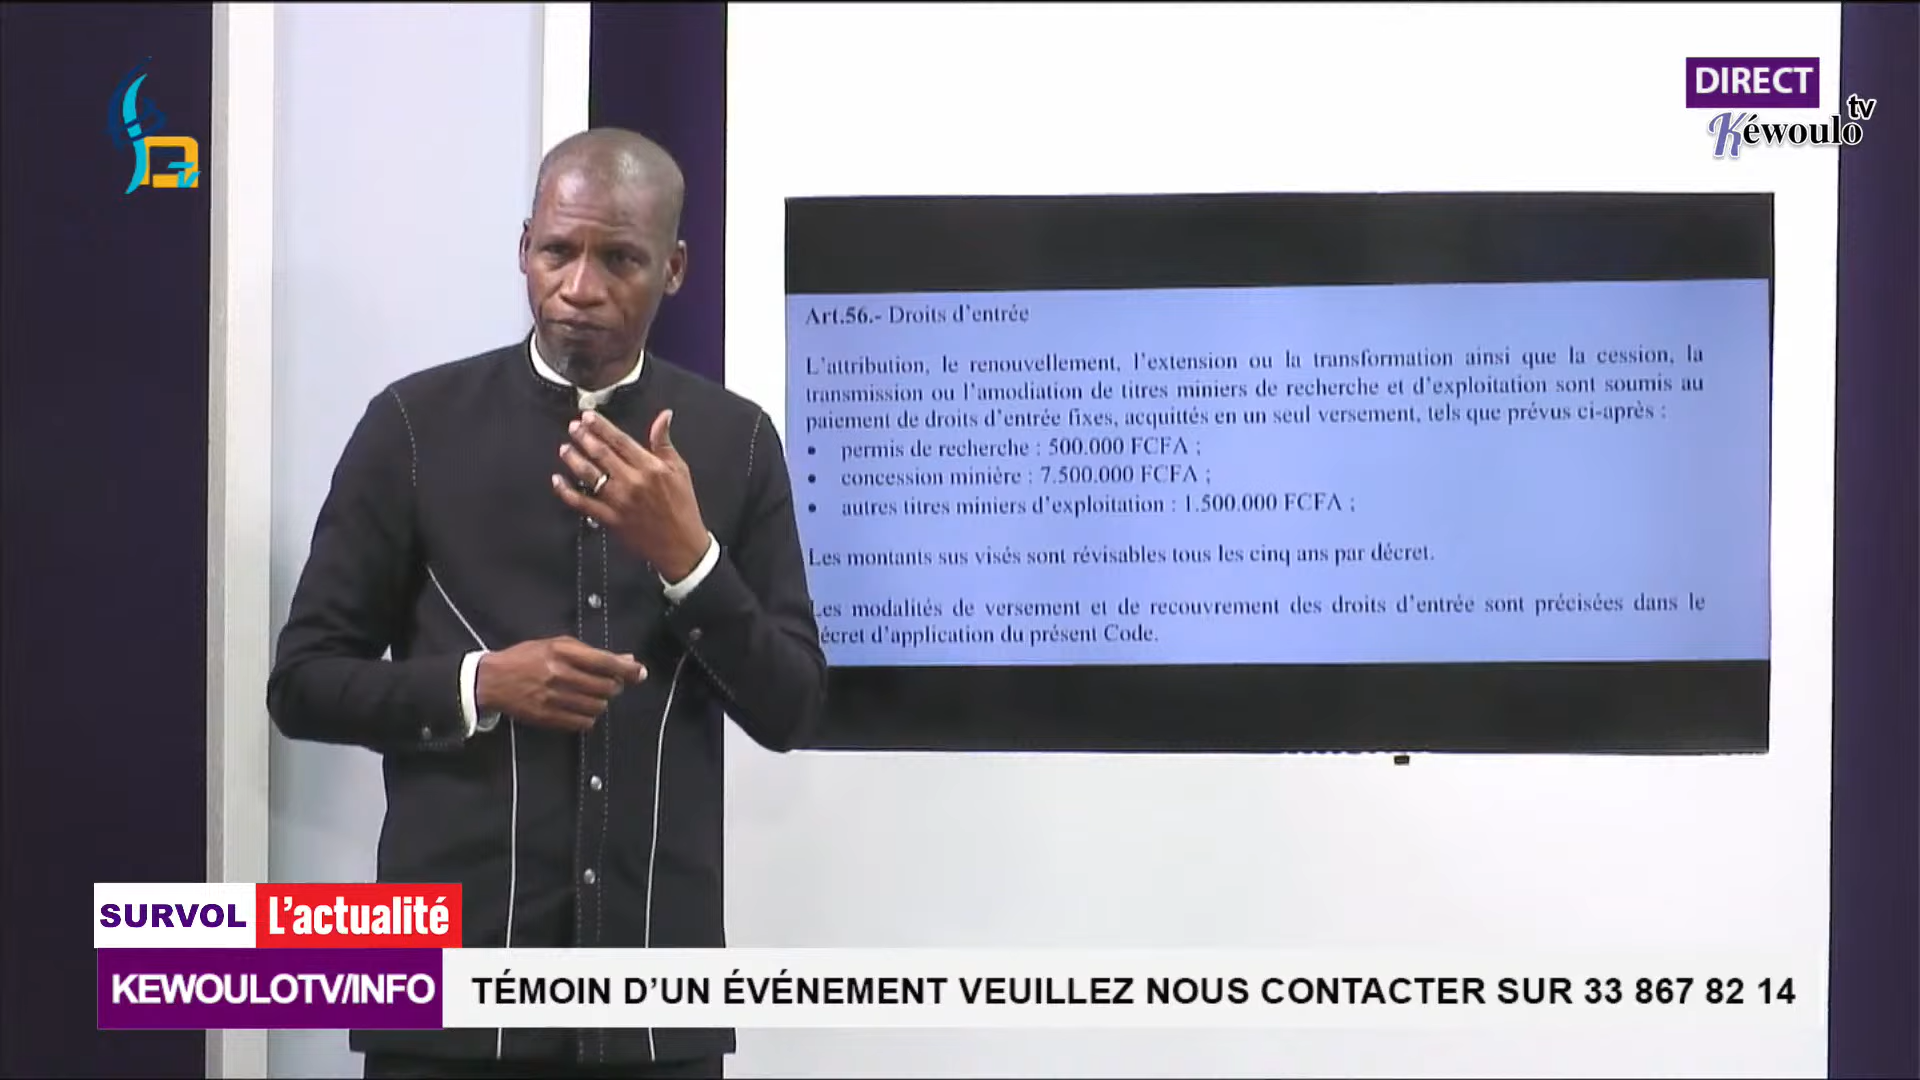 DIRECT
Kéwoulo tv
Art.56.- Droits d'entrée
L'attribution, le renouvellement, l'extension ou la transformation ainsi que la cession, la
transmission ou l'amodiation de titres miniers de recherche et d'exploitation sont soumis au
paiement de droits d'entrée fixes, acquittés en un seul versement, tels que prévus ci-après :
• permis de recherche : 500.000 FCFA ;
• concession minière : 7.500.000 FCFA ;
• autres titres miniers d'exploitation : 1.500.000 FCFA ;
Les montants sus visés sont révisables tous les cinq ans par décret.
Les modalités de versement et de recouvrement des droits d'entrée sont précisées dans le
écret d'application du présent Code.
SURVOL L'actualité
KEWOULOTV/INFO TÉMOIN D'UN ÉVÉNEMENT VEUILLEZ NOUS CONTACTER SUR 33 867 82 14